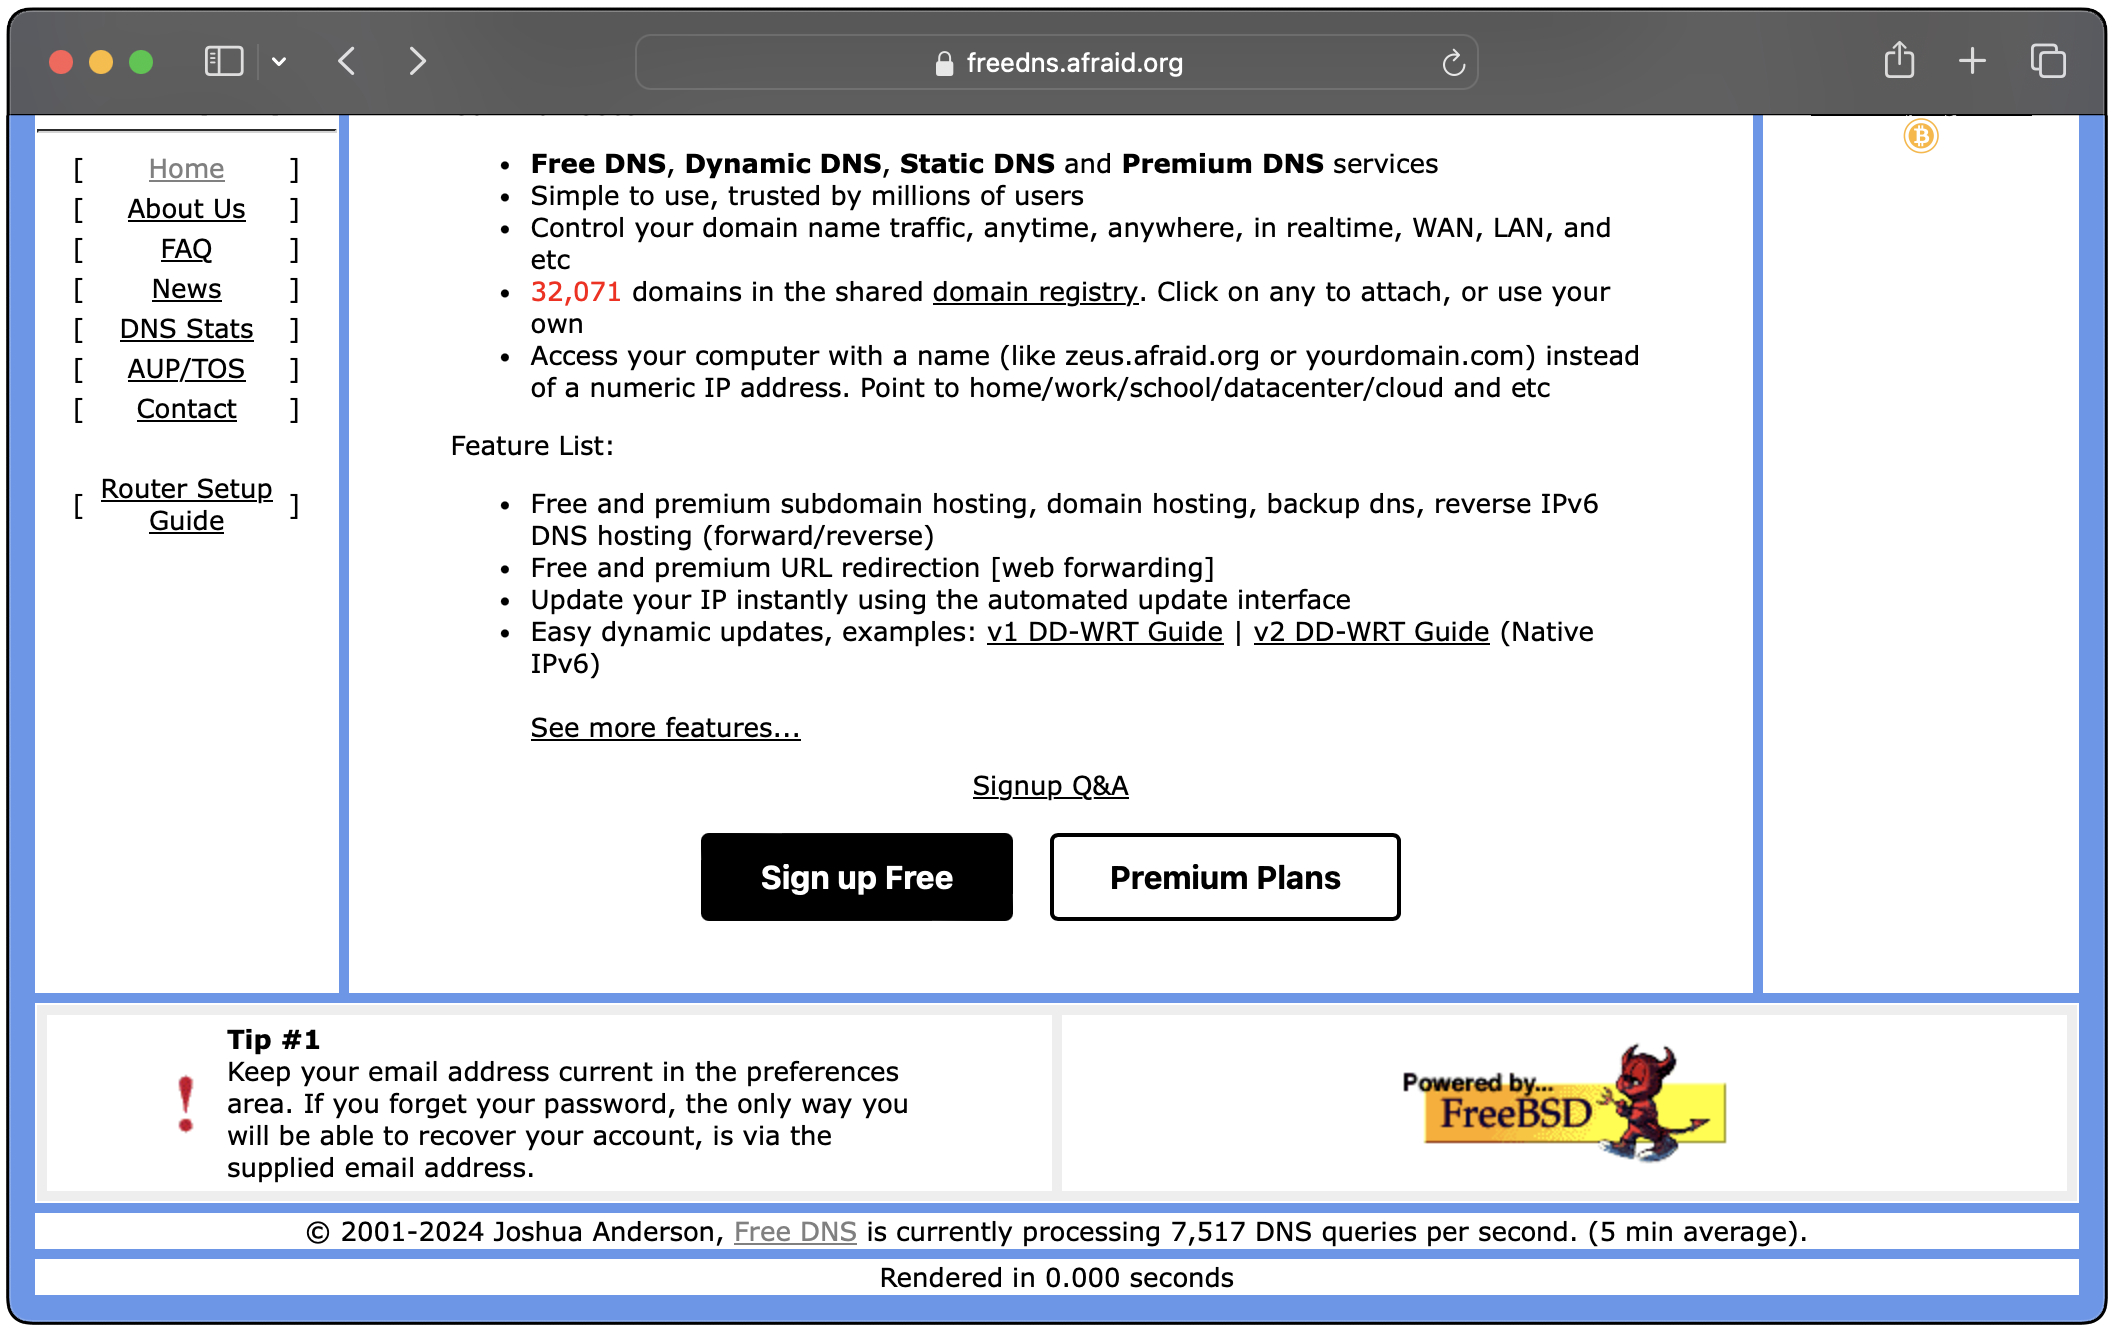 freedns.afraid.org
[ Home ]
[ About Us ]
[ FAQ ]
[ News ]
[ DNS Stats ]
[ AUP/TOS ]
[ Contact ]
[ Router Setup
Guide ]
• Free DNS, Dynamic DNS, Static DNS and Premium DNS services
• Simple to use, trusted by millions of users
• Control your domain name traffic, anytime, anywhere, in realtime, WAN, LAN, and
etc
• 32,071 domains in the shared domain registry. Click on any to attach, or use your
own
• Access your computer with a name (like zeus.afraid.org or yourdomain.com) instead
of a numeric IP address. Point to home/work/school/datacenter/cloud and etc
Feature List:
• Free and premium subdomain hosting, domain hosting, backup dns, reverse IPv6
DNS hosting (forward/reverse)
• Free and premium URL redirection [web forwarding]
• Update your IP instantly using the automated update interface
• Easy dynamic updates, examples: v1 DD-WRT Guide | v2 DD-WRT Guide (Native
IPv6)
See more features...
Signup Q&A
Sign up Free
Premium Plans
Tip #1
Keep your email address current in the preferences
area. If you forget your password, the only way you
will be able to recover your account, is via the
supplied email address.
Powered by...
FreeBSD
© 2001-2024 Joshua Anderson, Free DNS is currently processing 7,517 DNS queries per second. (5 min average).
Rendered in 0.000 seconds